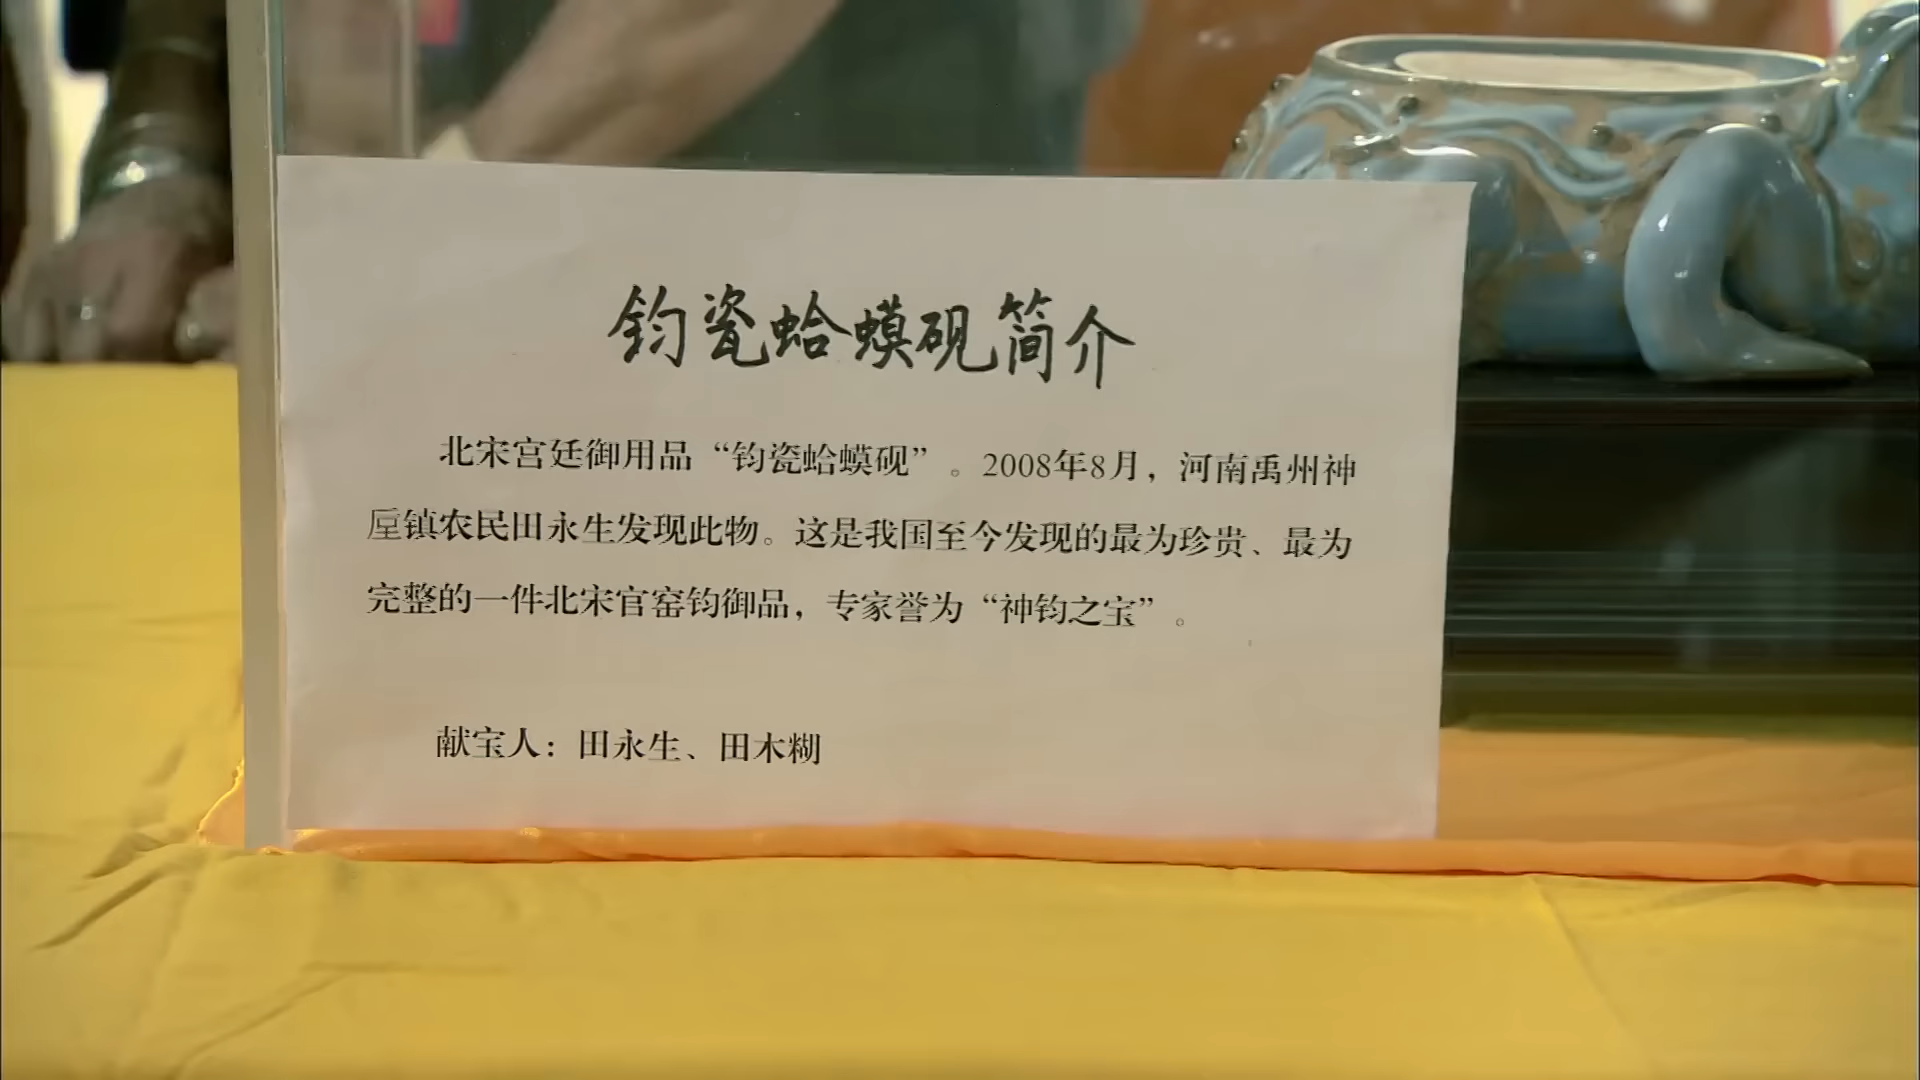 钧瓷蛤蟆砚简介
北宋宫廷御用品“钧瓷蛤蟆砚”。2008年8月，河南禹州神
垕镇农民田永生发现此物。这是我国至今发现的最为珍贵、最为
完整的一件北宋官窑钧御品，专家誉为“神钧之宝”。
献宝人：田永生、田木糊